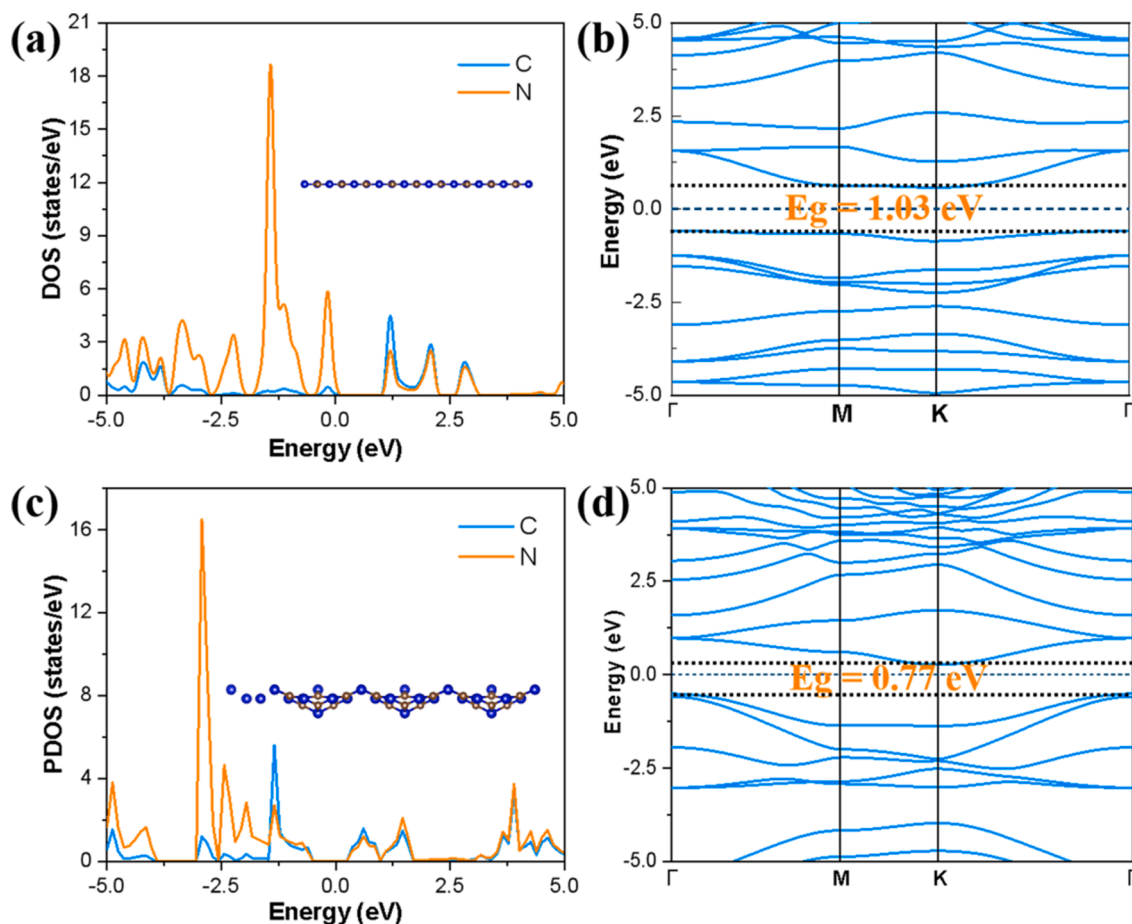 (a)
21
18
15
12
9
6
3
0
DOS (states/eV)
C
N
-5.0 -2.5 0.0 2.5 5.0
Energy (eV)
(b)
5.0
2.5
0.0
-2.5
-5.0
Energy (eV)
Eg = 1.03 eV
Γ M K Γ
(c)
16
12
8
4
0
PDOS (states/eV)
C
N
-5.0 -2.5 0.0 2.5 5.0
Energy (eV)
(d)
5.0
2.5
0.0
-2.5
-5.0
Energy (eV)
Eg = 0.77 eV
Γ M K Γ